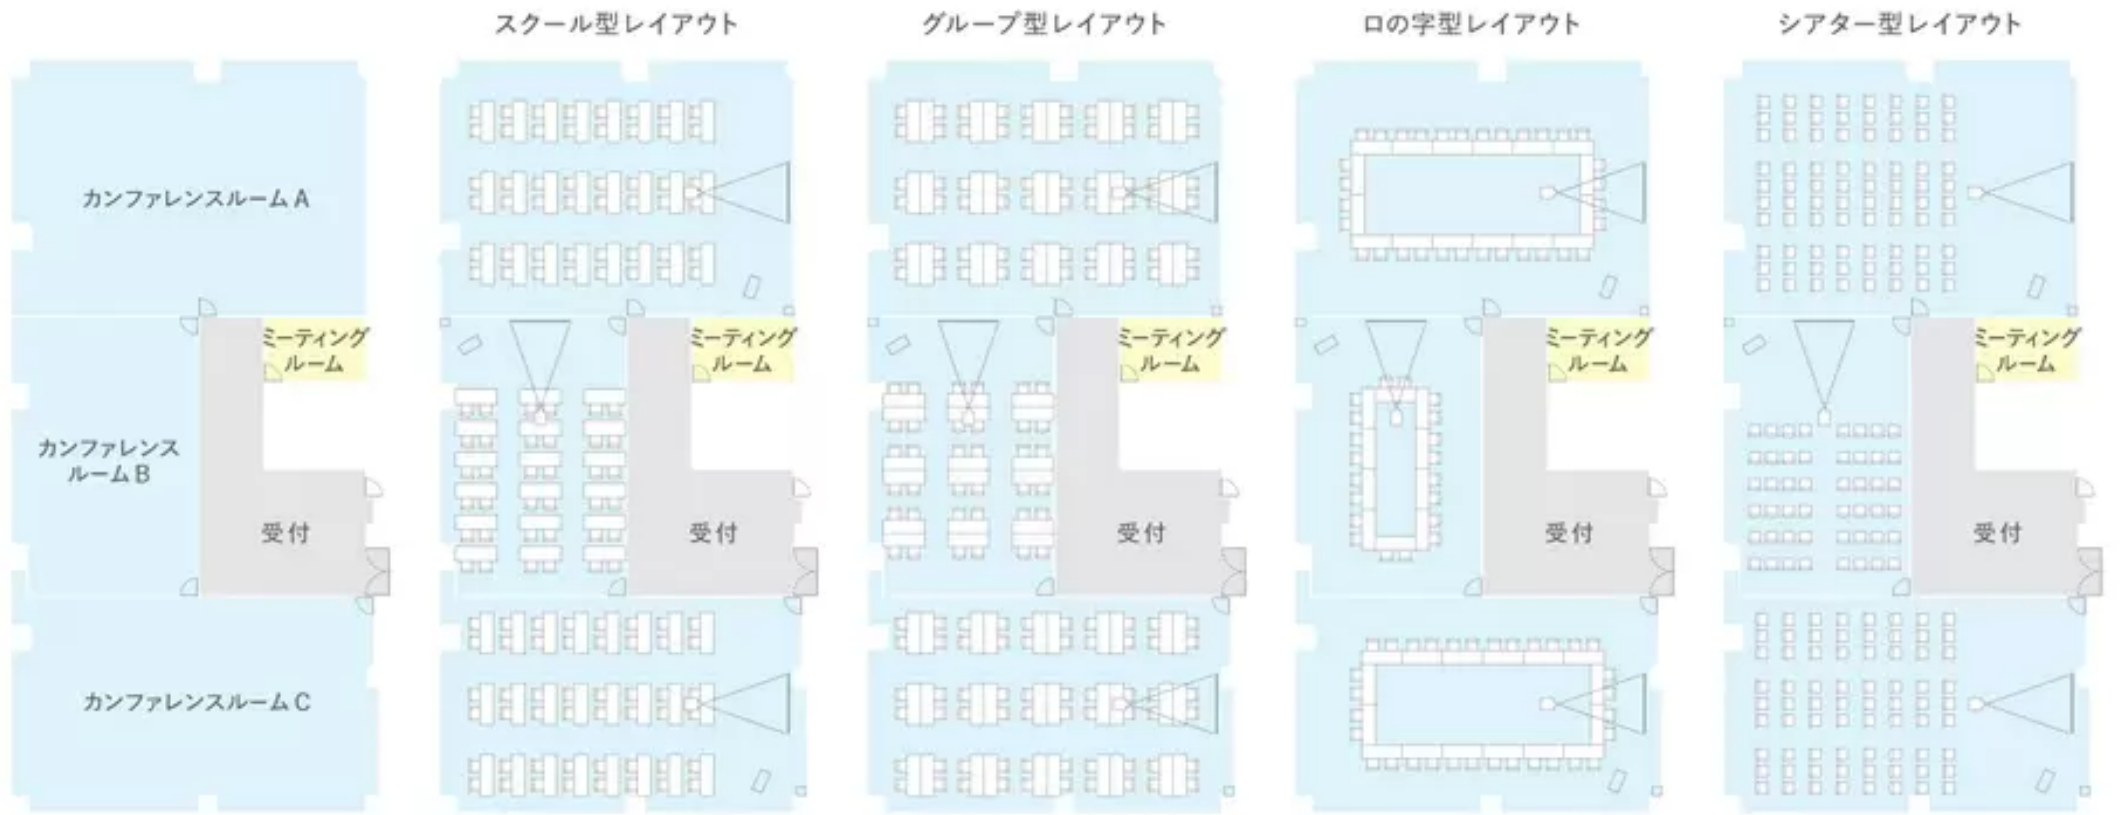 スクール型レイアウト
グループ型レイアウト
ロの字型レイアウト
シアター型レイアウト
カンファレンスルーム A
ミーティング
ルーム
カンファレンス
ルーム B
受付
カンファレンスルーム C
ミーティング
ルーム
受付
ミーティング
ルーム
受付
ミーティング
ルーム
受付
ミーティング
ルーム
受付